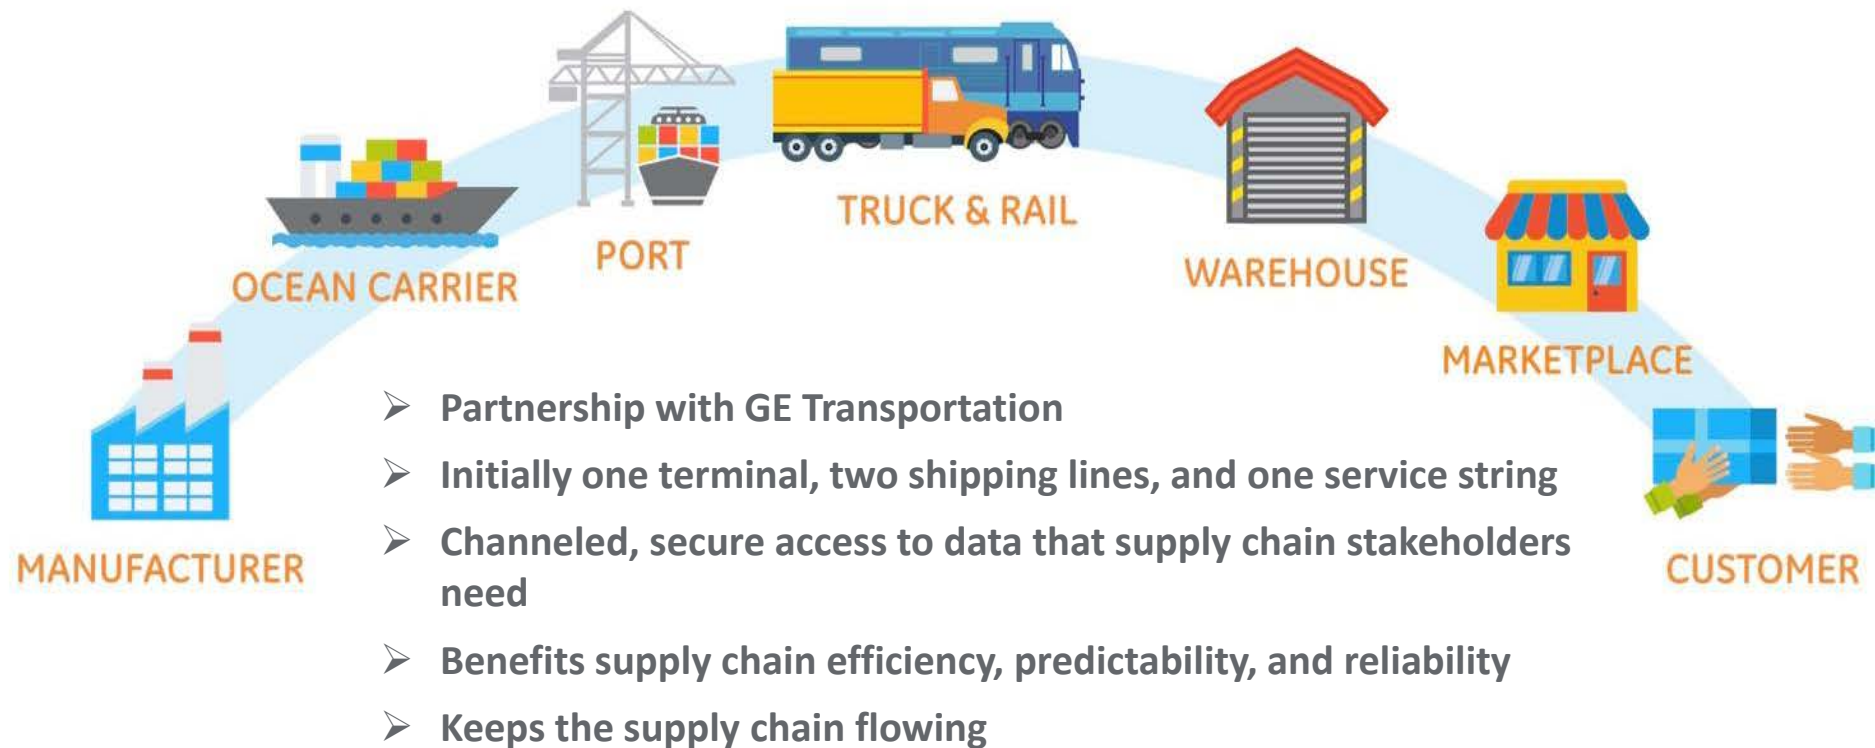 OCEAN CARRIER
PORT
TRUCK & RAIL
WAREHOUSE
MARKETPLACE
MANUFACTURER
CUSTOMER
➢ Partnership with GE Transportation
➢ Initially one terminal, two shipping lines, and one service string
➢ Channeled, secure access to data that supply chain stakeholders
need
➢ Benefits supply chain efficiency, predictability, and reliability
➢ Keeps the supply chain flowing